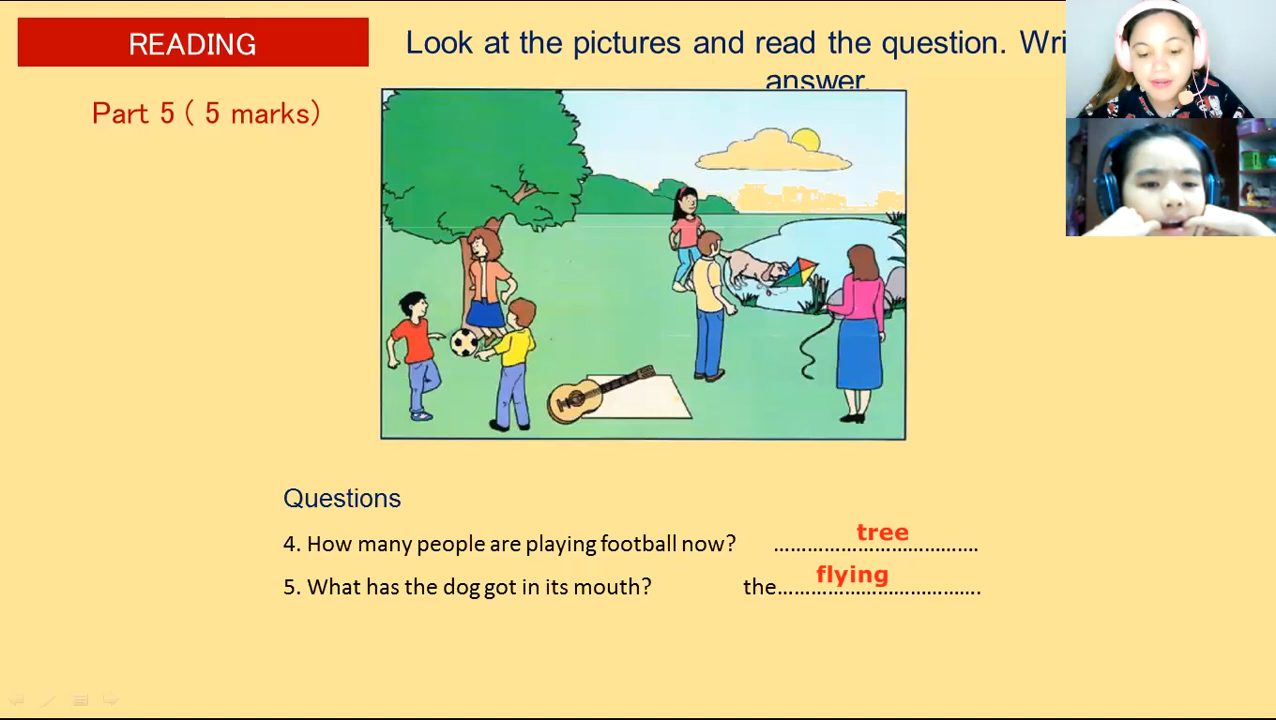 READING
Look at the pictures and read the question. Wri
answer.
Part 5 ( 5 marks)
Questions
4. How many people are playing football now? tree
5. What has the dog got in its mouth? the flying